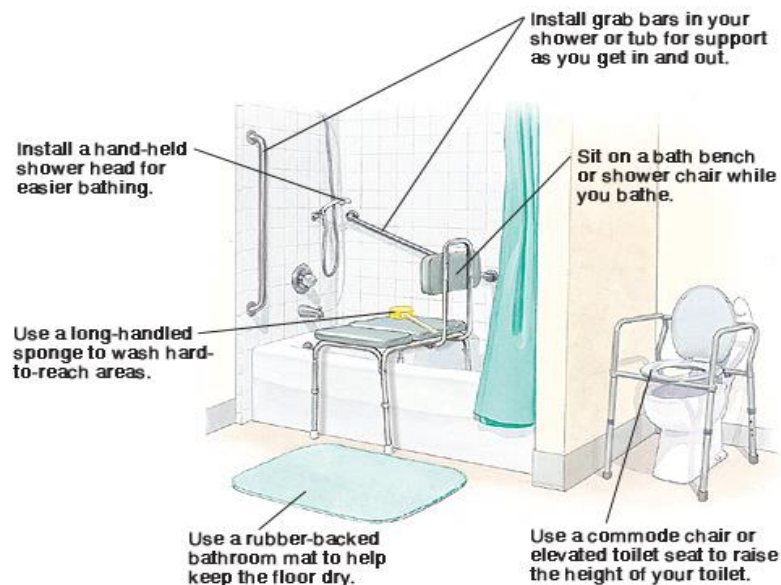 Install grab bars in your
shower or tub for support
as you get in and out.
Install a hand-held
shower head for
easier bathing.
Sit on a bath bench
or shower chair while
you bathe.
Use a long-handled
sponge to wash hard-
to-reach areas.
Use a rubber-backed
bathroom mat to help
keep the floor dry.
Use a commode chair or
elevated toilet seat to raise
the height of your toilet.